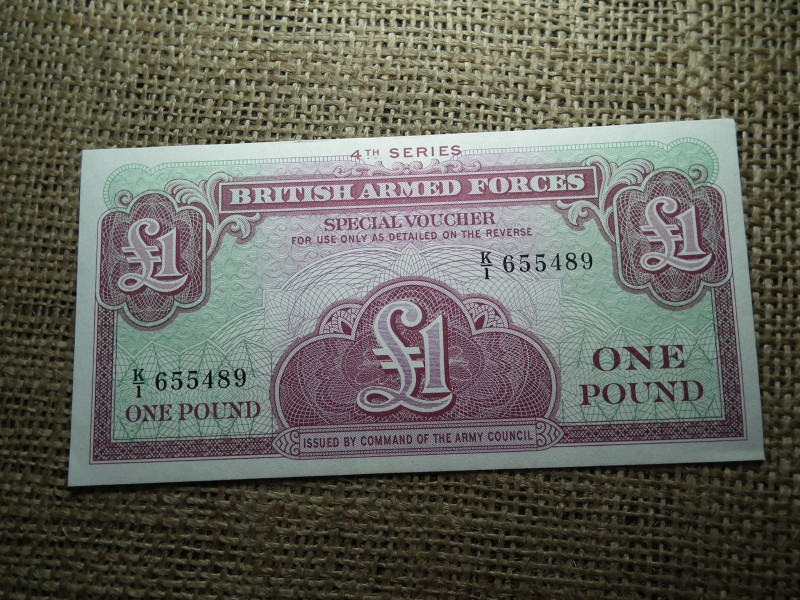 4TH SERIES
BRITISH ARMED FORCES
SPECIAL VOUCHER
FOR USE ONLY AS DETAILED ON THE REVERSE
£1
£1
K/1 655489
£1
K/1 655489
ONE POUND
ONE
POUND
ISSUED BY COMMAND OF THE ARMY COUNCIL